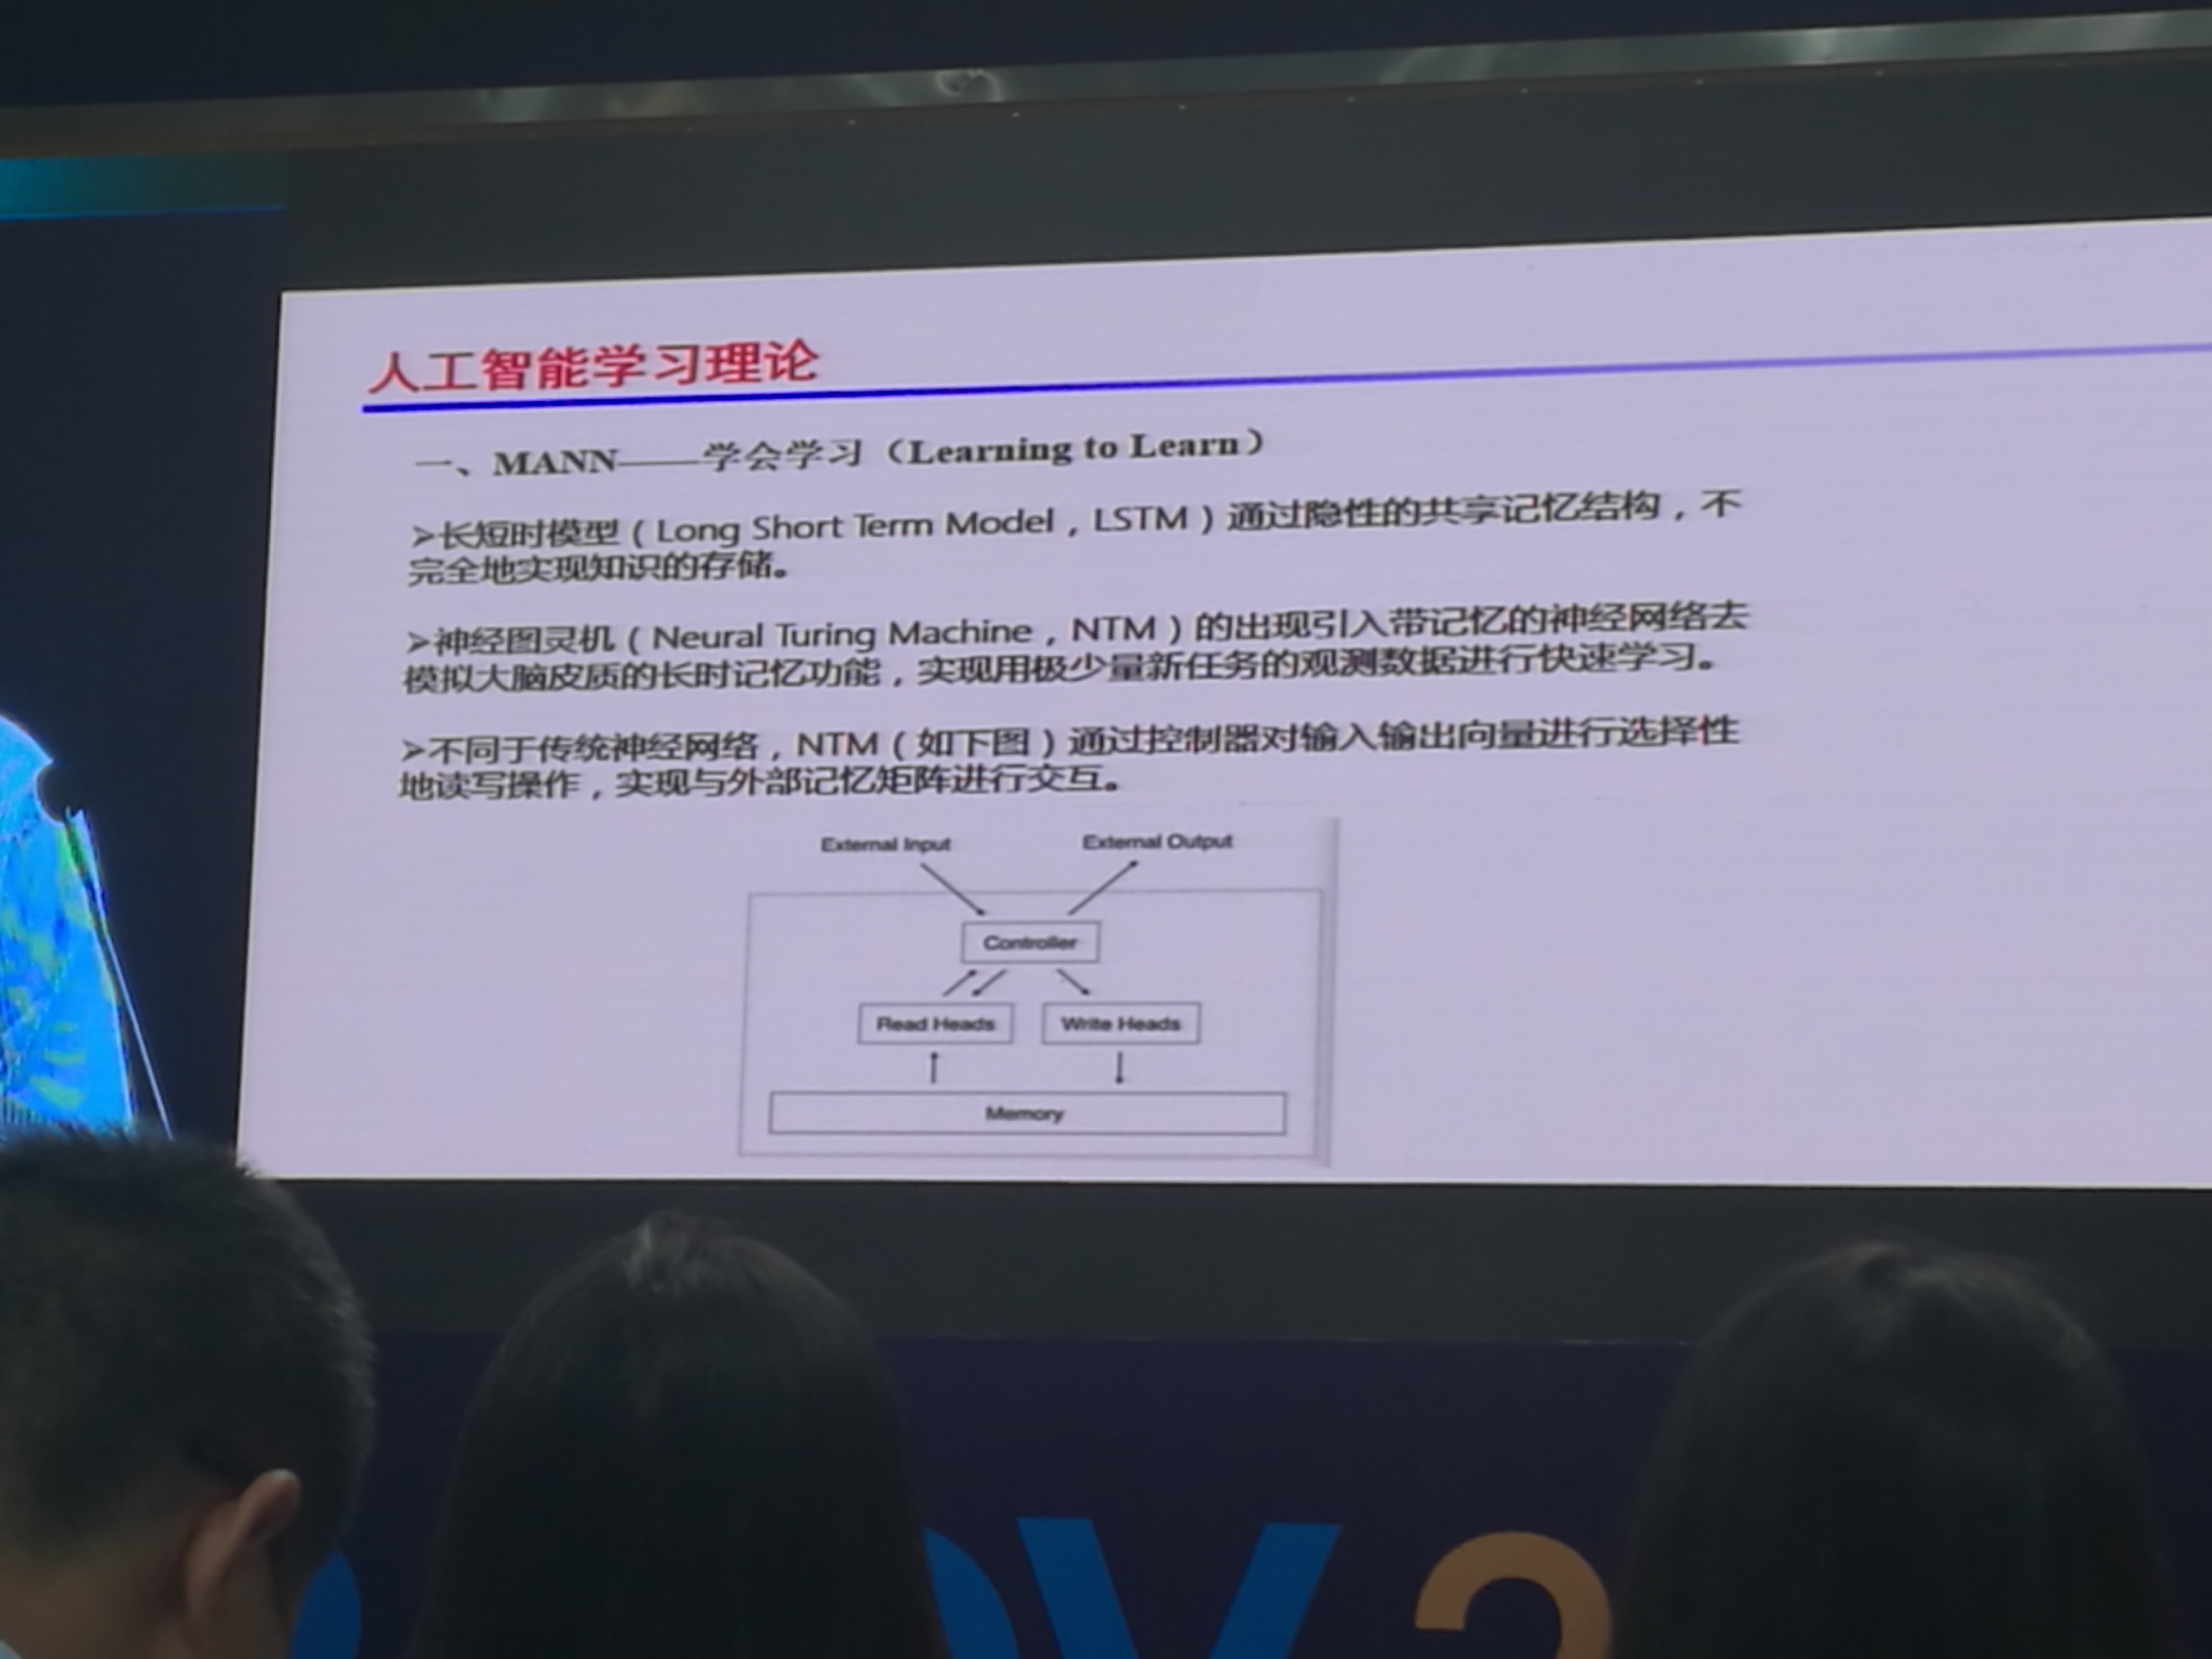 人工智能学习理论
一、MANN——学会学习（Learning to Learn）
➢长短时模型（Long Short Term Model，LSTM）通过隐性的共享记忆结构，不
完全地实现知识的存储。
➢神经图灵机（Neural Turing Machine，NTM）的出现引入带记忆的神经网络去
模拟大脑皮质的长时记忆功能，实现用极少量新任务的观测数据进行快速学习。
➢不同于传统神经网络，NTM（如下图）通过控制器对输入输出向量进行选择性
地读写操作，实现与外部记忆矩阵进行交互。
External Input
External Output
Controller
Read Heads
Write Heads
Memory